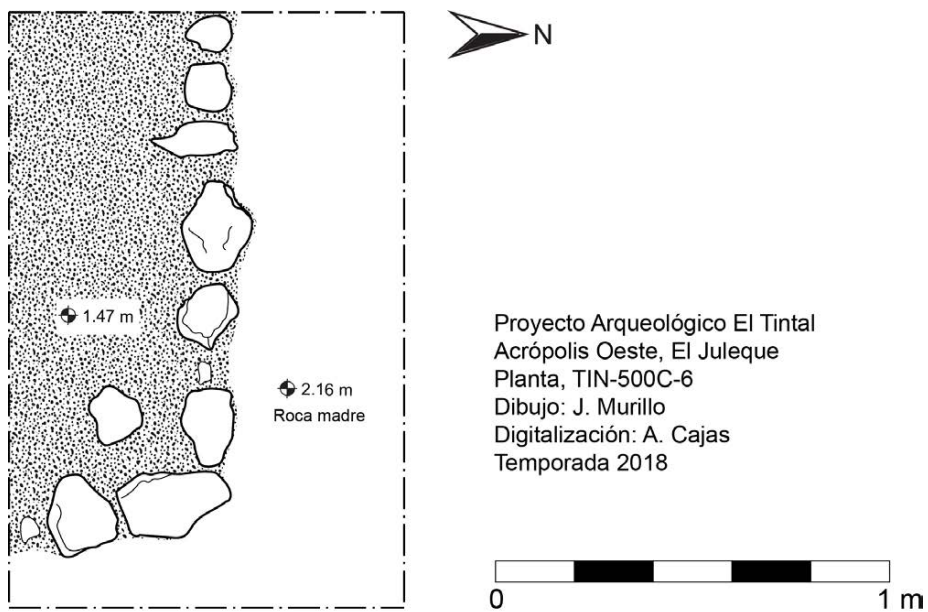 N
1.47 m
2.16 m
Roca madre
Proyecto Arqueológico El Tintal
Acrópolis Oeste, El Juleque
Planta, TIN-500C-6
Dibujo: J. Murillo
Digitalización: A. Cajas
Temporada 2018
0 1 m